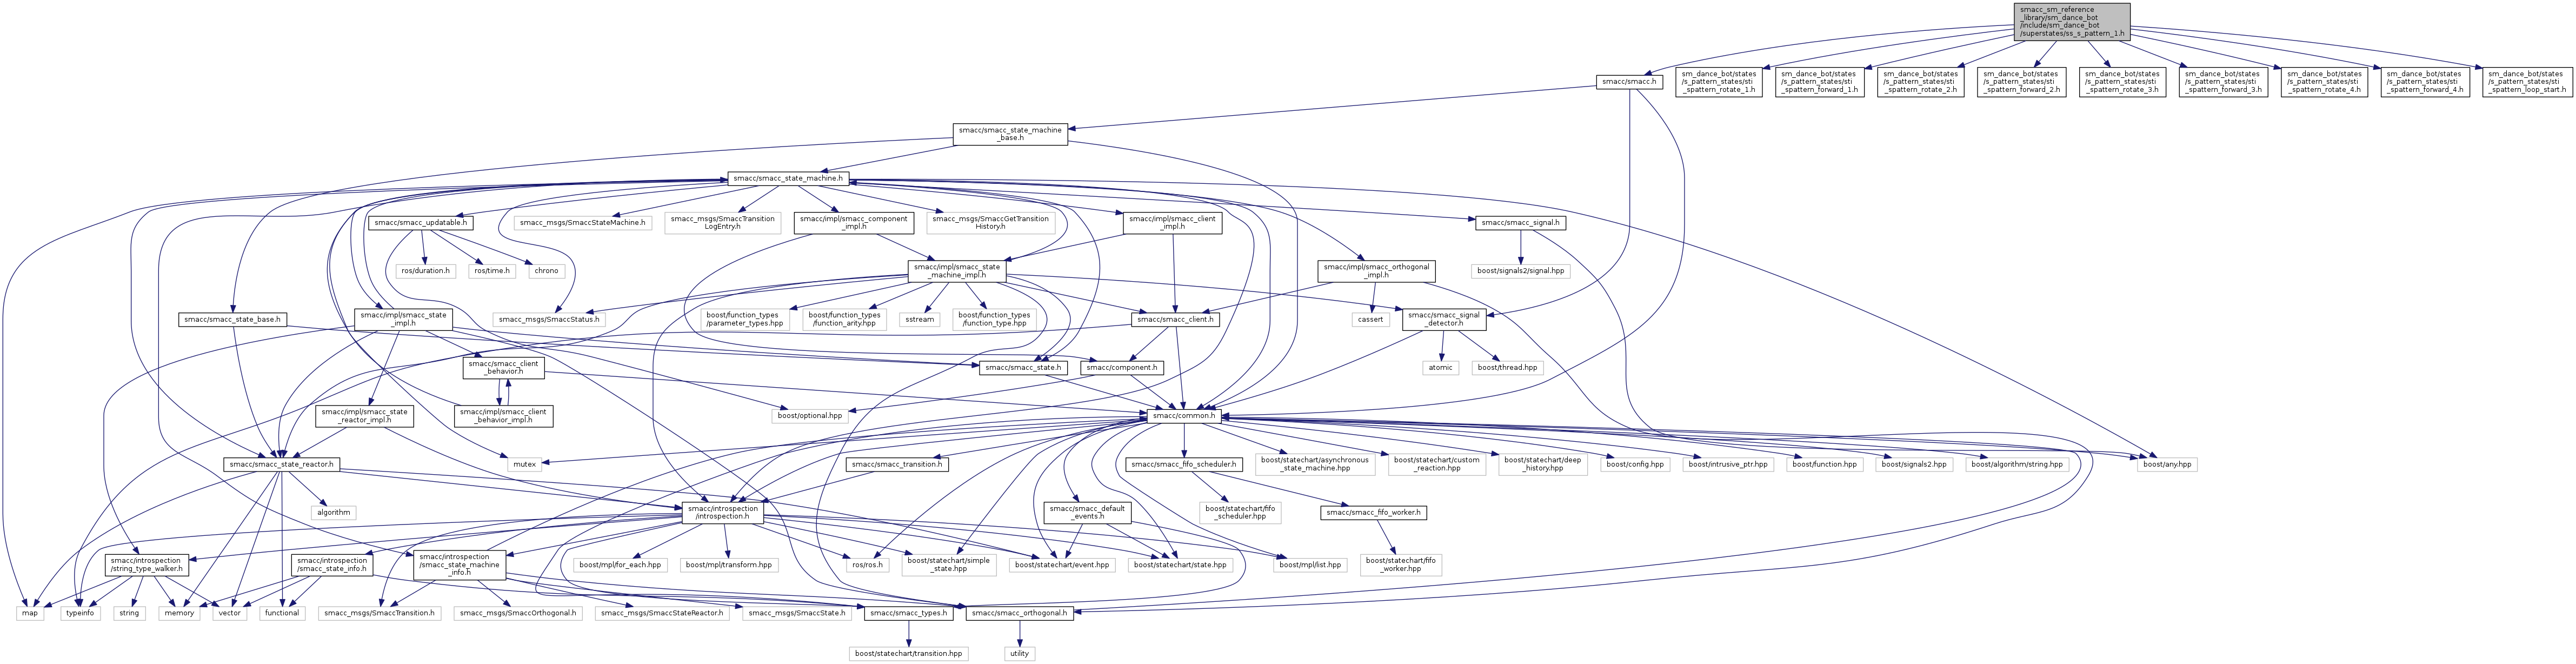 smacc_sm_reference
_library/sm_dance_bot
/include/sm_dance_bot
/superstates/ss_s_pattern_1.h
smacc/smacc.h
sm_dance_bot/states
/s_pattern_states/sti
_spattern_rotate_1.h
sm_dance_bot/states
/s_pattern_states/sti
_spattern_forward_1.h
sm_dance_bot/states
/s_pattern_states/sti
_spattern_rotate_2.h
sm_dance_bot/states
/s_pattern_states/sti
_spattern_forward_2.h
sm_dance_bot/states
/s_pattern_states/sti
_spattern_rotate_3.h
sm_dance_bot/states
/s_pattern_states/sti
_spattern_forward_3.h
sm_dance_bot/states
/s_pattern_states/sti
_spattern_rotate_4.h
sm_dance_bot/states
/s_pattern_states/sti
_spattern_forward_4.h
sm_dance_bot/states
/s_pattern_states/sti
_spattern_loop_start.h
smacc/smacc_state_machine
_base.h
smacc/smacc_state_machine.h
smacc/smacc_updatable.h
smacc_msgs/SmaccStateMachine.h
smacc_msgs/SmaccTransition
LogEntry.h
smacc/impl/smacc_component
_impl.h
smacc_msgs/SmaccGetTransition
History.h
smacc/impl/smacc_client
_impl.h
smacc/smacc_signal.h
ros/duration.h
ros/time.h
chrono
smacc/impl/smacc_state
_machine_impl.h
smacc/impl/smacc_orthogonal
_impl.h
boost/signals2/signal.hpp
smacc/smacc_state_base.h
smacc/impl/smacc_state
_impl.h
smacc_msgs/SmaccStatus.h
boost/function_types
/parameter_types.hpp
boost/function_types
/function_arity.hpp
sstream
boost/function_types
/function_type.hpp
smacc/smacc_client.h
cassert
smacc/smacc_signal
_detector.h
smacc/smacc_client
_behavior.h
smacc/smacc_state.h
smacc/component.h
atomic
boost/thread.hpp
smacc/impl/smacc_state
_reactor_impl.h
smacc/impl/smacc_client
_behavior_impl.h
boost/optional.hpp
smacc/common.h
smacc/smacc_state_reactor.h
mutex
smacc/smacc_transition.h
smacc/smacc_fifo_scheduler.h
boost/statechart/asynchronous
_state_machine.hpp
boost/statechart/custom
_reaction.hpp
boost/statechart/deep
_history.hpp
boost/config.hpp
boost/intrusive_ptr.hpp
boost/function.hpp
boost/signals2.hpp
boost/algorithm/string.hpp
boost/any.hpp
algorithm
smacc/introspection
/introspection.h
smacc/smacc_default
_events.h
boost/statechart/fifo
_scheduler.hpp
smacc/smacc_fifo_worker.h
smacc/introspection
/string_type_walker.h
smacc/introspection
/smacc_state_info.h
smacc/introspection
/smacc_state_machine
_info.h
boost/mpl/for_each.hpp
boost/mpl/transform.hpp
ros/ros.h
boost/statechart/simple
_state.hpp
boost/statechart/event.hpp
boost/statechart/state.hpp
boost/mpl/list.hpp
boost/statechart/fifo
_worker.hpp
map
typeinfo
string
memory
vector
functional
smacc_msgs/SmaccTransition.h
smacc_msgs/SmaccOrthogonal.h
smacc_msgs/SmaccStateReactor.h
smacc_msgs/SmaccState.h
smacc/smacc_types.h
smacc/smacc_orthogonal.h
boost/statechart/transition.hpp
utility